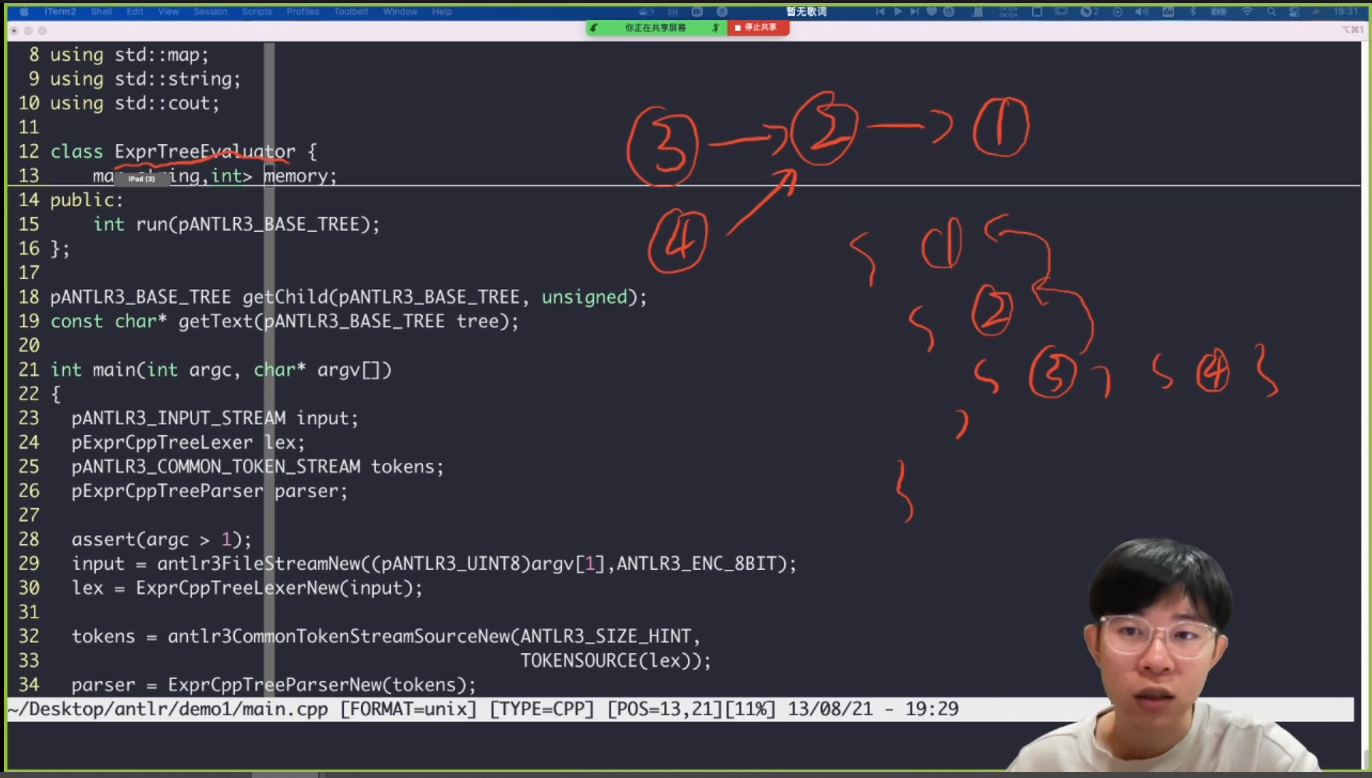 iTerm2 Shell Edit View Session Scripts Profiles Toolbelt Window Help 暂无歌词 19:31
你正在共享屏幕 停止共享
⌥⌘1
8 using std::map;
9 using std::string;
10 using std::cout;
11
12 class ExprTreeEvaluator {
13 map<string,int> memory;
iPad (3)
14 public:
15 int run(pANTLR3_BASE_TREE);
16 };
17
18 pANTLR3_BASE_TREE getChild(pANTLR3_BASE_TREE, unsigned);
19 const char* getText(pANTLR3_BASE_TREE tree);
20
21 int main(int argc, char* argv[])
22 {
23 pANTLR3_INPUT_STREAM input;
24 pExprCppTreeLexer lex;
25 pANTLR3_COMMON_TOKEN_STREAM tokens;
26 pExprCppTreeParser parser;
27
28 assert(argc > 1);
29 input = antlr3FileStreamNew((pANTLR3_UINT8)argv[1],ANTLR3_ENC_8BIT);
30 lex = ExprCppTreeLexerNew(input);
31
32 tokens = antlr3CommonTokenStreamSourceNew(ANTLR3_SIZE_HINT,
33 TOKENSOURCE(lex));
34 parser = ExprCppTreeParserNew(tokens);
~/Desktop/antlr/demo1/main.cpp [FORMAT=unix] [TYPE=CPP] [POS=13,21][11%] 13/08/21 - 19:29
③ → ② → ①
④
{ ①
{ ②
{ ③ } { ④ }
}
}